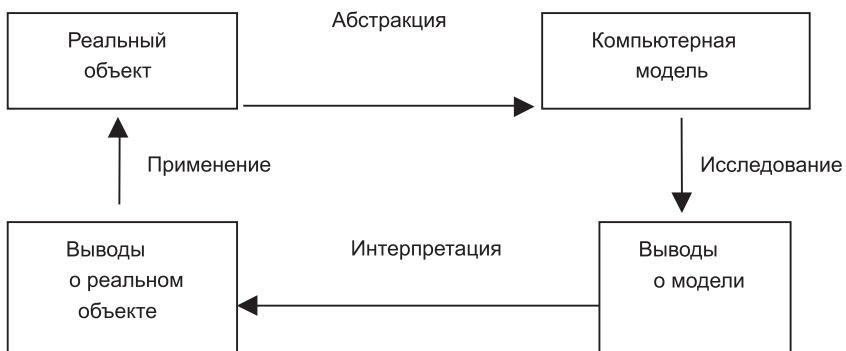 Абстракция
Реальный
объект
Компьютерная
модель
Применение
Исследование
Выводы
о реальном
объекте
Интерпретация
Выводы
о модели